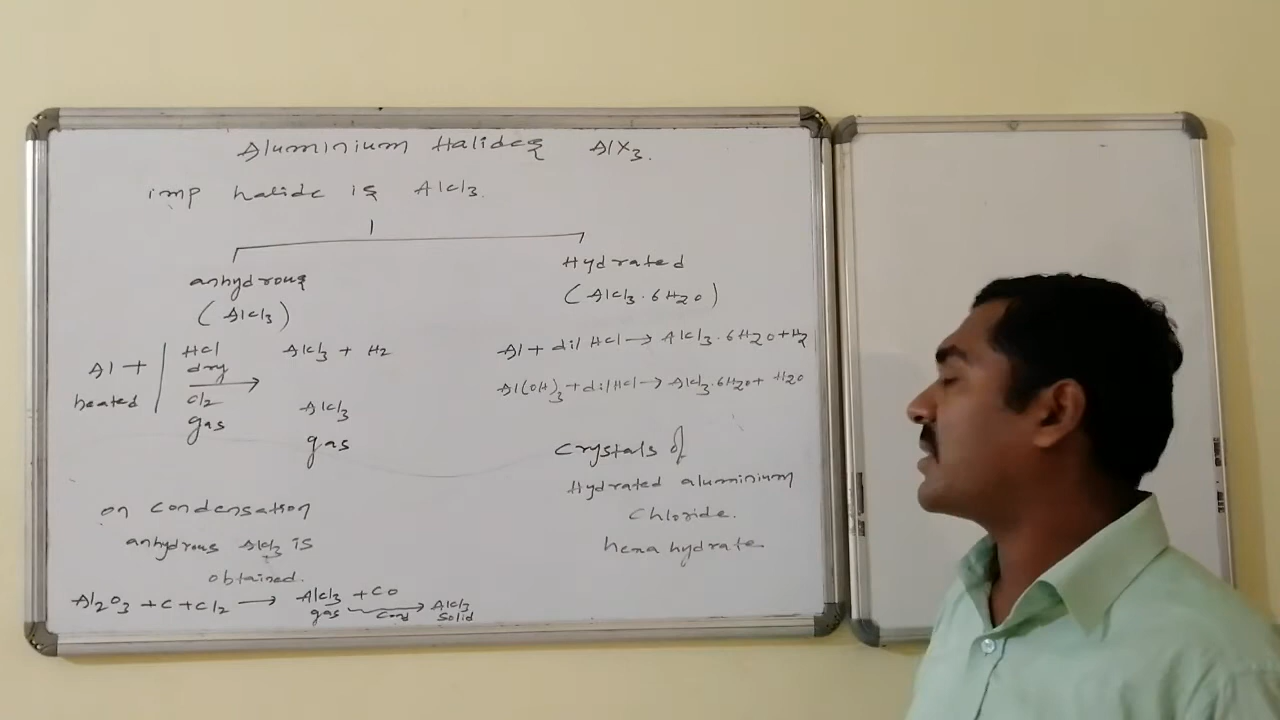 Aluminium Halides AlX3.
imp halide is AlCl3.
anhydrous
(AlCl3)
Al + HCl AlCl3 + H2
heated dry
Cl2 AlCl3
gas gas
on condensation
anhydrous AlCl3 is
obtained.
Al2O3 + C + Cl2 ⟶ AlCl3 + CO
gas Cond AlCl3
Solid
Hydrated
(AlCl3.6H2O)
Al + dil HCl ⟶ AlCl3.6H2O + H2
Al(OH)3 + dil HCl ⟶ AlCl3.6H2O + H2O
Crystals of
Hydrated aluminium
Chloride.
hexa hydrate